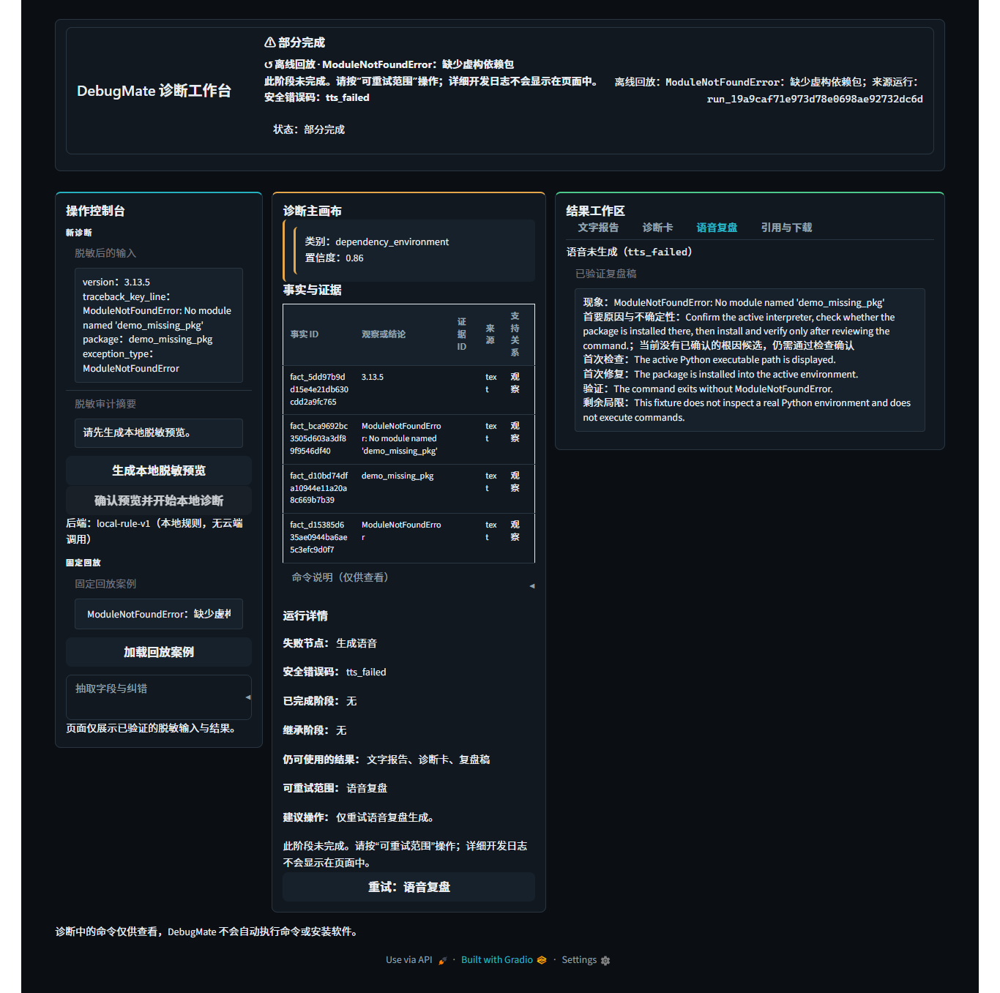 DebugMate 诊断工作台
⚠ 部分完成
↺ 离线回放 · ModuleNotFoundError：缺少虚构依赖包
此阶段未完成。请按“可重试范围”操作；详细开发日志不会显示在页面中。
安全错误码：tts_failed
状态：部分完成
离线回放：ModuleNotFoundError：缺少虚构依赖包；来源运行：
run_19a9caf71e973d78e0698ae92732dc6d
操作控制台
新诊断
脱敏后的输入
version：3.13.5
traceback_key_line：
ModuleNotFoundError: No module
named 'demo_missing_pkg'
package：demo_missing_pkg
exception_type：
ModuleNotFoundError
脱敏审计摘要
请先生成本地脱敏预览。
生成本地脱敏预览
确认预览并开始本地诊断
后端：local-rule-v1（本地规则，无云端
调用）
固定回放
固定回放案例
ModuleNotFoundError：缺少虚构
加载回放案例
抽取字段与纠错
页面仅展示已验证的脱敏输入与结果。
诊断主画布
类别：dependency_environment
置信度：0.86
事实与证据
事实 ID 观察或结论 证据 ID 来源 支持关系
fact_5dd97b9d
d15e4e21db630
cdd2a9fc765
3.13.5
tex
t
观
察
fact_bca9692bc
3505d603a3df8
9f9546df40
ModuleNotFoundErro
r: No module named
'demo_missing_pkg'
tex
t
观
察
fact_d10bd74df
a10944e11a20a
8c669b7b39
demo_missing_pkg
tex
t
观
察
fact_d15385d6
35ae0944ba6ae
5c3efc9d0f7
ModuleNotFoundErro
r
tex
t
观
察
命令说明（仅供查看）
运行详情
失败节点： 生成语音
安全错误码： tts_failed
已完成阶段： 无
继承阶段： 无
仍可使用的结果： 文字报告、诊断卡、复盘稿
可重试范围： 语音复盘
建议操作： 仅重试语音复盘生成。
此阶段未完成。请按“可重试范围”操作；详细开发日志
不会显示在页面中。
重试：语音复盘
结果工作区
文字报告 诊断卡 语音复盘 引用与下载
语音未生成（tts_failed）
已验证复盘稿
现象：ModuleNotFoundError: No module named 'demo_missing_pkg'
首要原因与不确定性：Confirm the active interpreter, check whether the
package is installed there, then install and verify only after reviewing the
command.；当前没有已确认的根因候选，仍需通过检查确认
首次检查：The active Python executable path is displayed.
首次修复：The package is installed into the active environment.
验证：The command exits without ModuleNotFoundError.
剩余局限：This fixture does not inspect a real Python environment and does
not execute commands.
诊断中的命令仅供查看，DebugMate 不会自动执行命令或安装软件。
Use via API · Built with Gradio · Settings